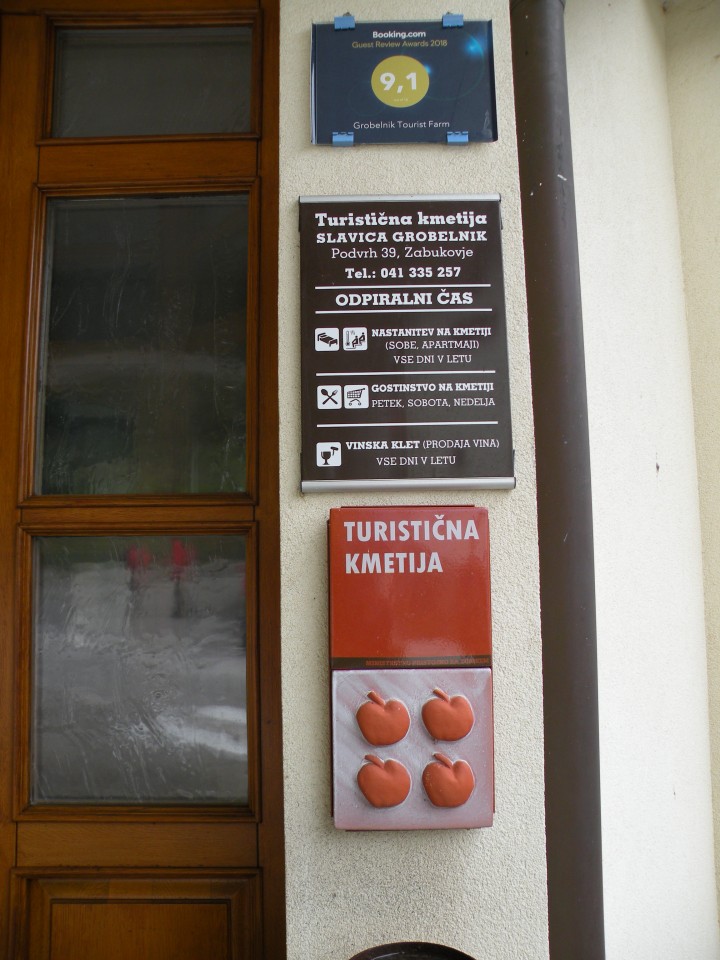 Booking.com
Guest Review Awards 2018
9,1
Grobelnik Tourist Farm
Turistična kmetija
SLAVICA GROBELNIK
Podvrh 39, Zabukovje
Tel.: 041 335 257
ODPIRALNI ČAS
NASTANITEV NA KMETIJI
(SOBE, APARTMAJI)
VSE DNI V LETU
GOSTINSTVO NA KMETIJI
PETEK, SOBOTA, NEDELJA
VINSKA KLET (PRODAJA VINA)
VSE DNI V LETU
TURISTIČNA
KMETIJA